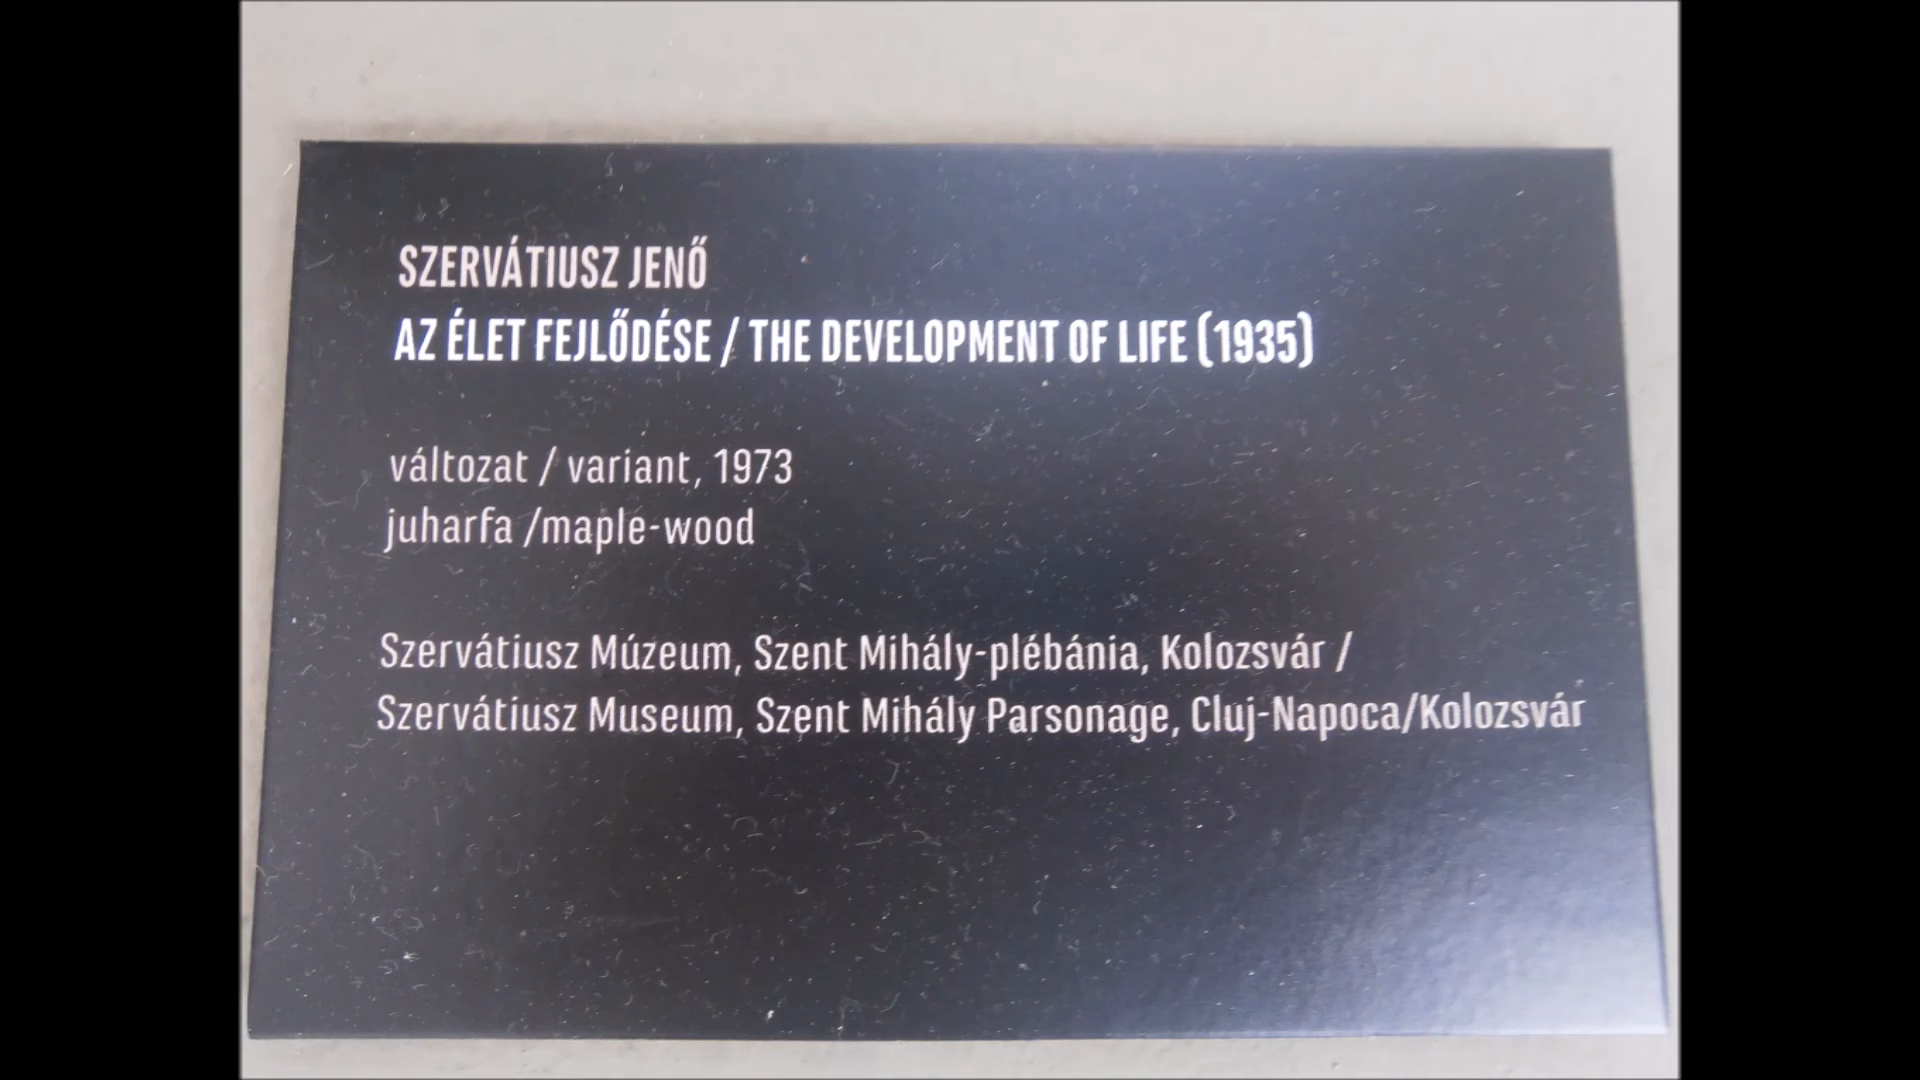 SZERVÁTIUSZ JENŐ
AZ ÉLET FEJLŐDÉSE / THE DEVELOPMENT OF LIFE (1935)
változat / variant, 1973
juharfa /maple-wood
Szervátiusz Múzeum, Szent Mihály-plébánia, Kolozsvár /
Szervátiusz Museum, Szent Mihály Parsonage, Cluj-Napoca/Kolozsvár